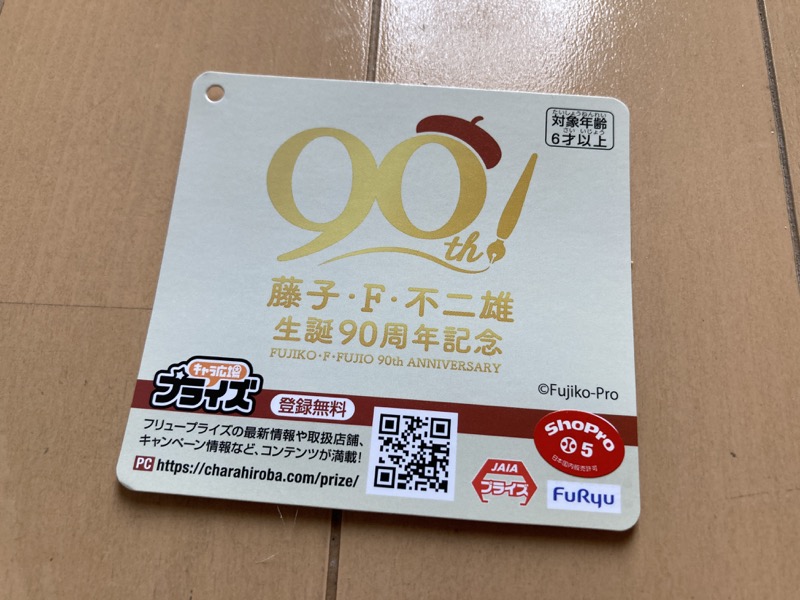 たいしょうねんれい
対象年齢
さい いじょう
6才以上
90th!
藤子・F・不二雄
生誕90周年記念
FUJIKO・F・FUJIO 90th ANNIVERSARY
©Fujiko-Pro
キャラ広場
プライズ
登録無料
フリュープライズの最新情報や取扱店舗、
キャンペーン情報など、コンテンツが満載!
PC https://charahiroba.com/prize/
ShoPro
5
日本国内販売許可
JAIA
プライズ
FuRyu